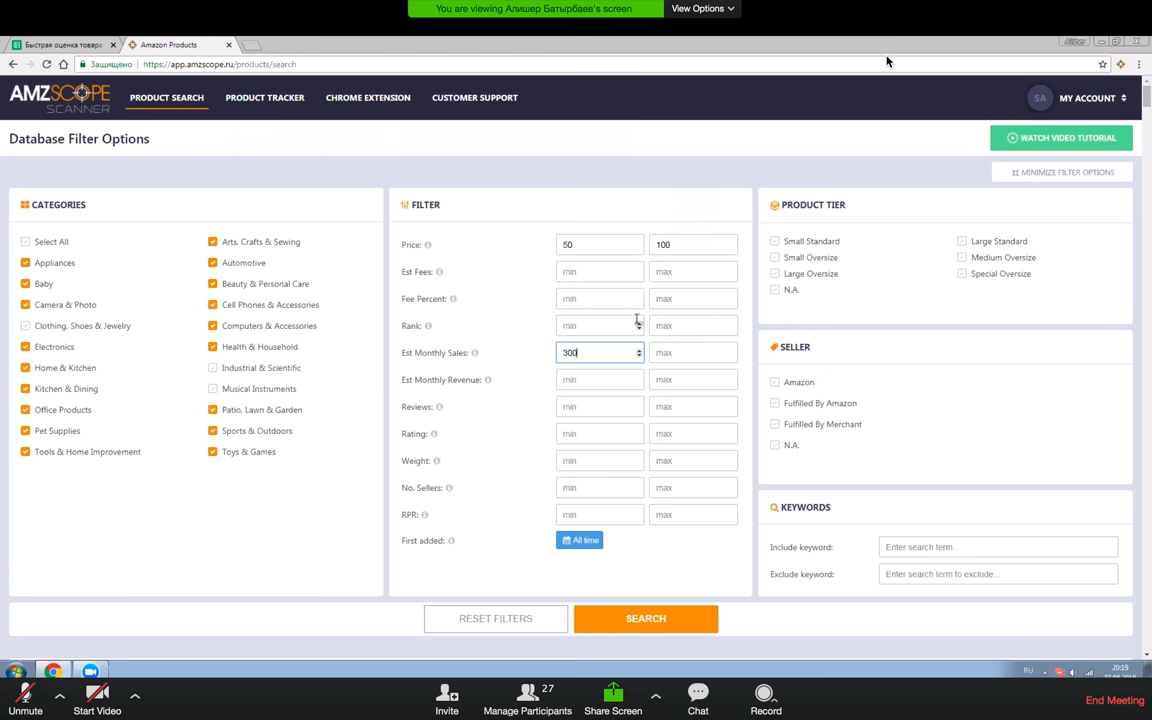 You are viewing Алишер Батырбаев's screen View Options
Быстрая оценка товара Amazon Products Alisher
Защищено https://app.amzscope.ru/products/search
AMZSCOPE SCANNER PRODUCT SEARCH PRODUCT TRACKER CHROME EXTENSION CUSTOMER SUPPORT SA MY ACCOUNT
Database Filter Options WATCH VIDEO TUTORIAL
MINIMIZE FILTER OPTIONS
CATEGORIES
Select All Arts, Crafts & Sewing
Appliances Automotive
Baby Beauty & Personal Care
Camera & Photo Cell Phones & Accessories
Clothing, Shoes & Jewelry Computers & Accessories
Electronics Health & Household
Home & Kitchen Industrial & Scientific
Kitchen & Dining Musical Instruments
Office Products Patio, Lawn & Garden
Pet Supplies Sports & Outdoors
Tools & Home Improvement Toys & Games
FILTER
Price: 50 100
Est Fees: min max
Fee Percent: min max
Rank: min max
Est Monthly Sales: 300 max
Est Monthly Revenue: min max
Reviews: min max
Rating: min max
Weight: min max
No. Sellers: min max
RPR: min max
First added: All time
PRODUCT TIER
Small Standard Large Standard
Small Oversize Medium Oversize
Large Oversize Special Oversize
N.A.
SELLER
Amazon
Fulfilled By Amazon
Fulfilled By Merchant
N.A.
KEYWORDS
Include keyword: Enter search term...
Exclude keyword: Enter search term to exclude...
RESET FILTERS SEARCH
RU 20:19
Unmute Start Video Invite Manage Participants 27 Share Screen Chat Record End Meeting